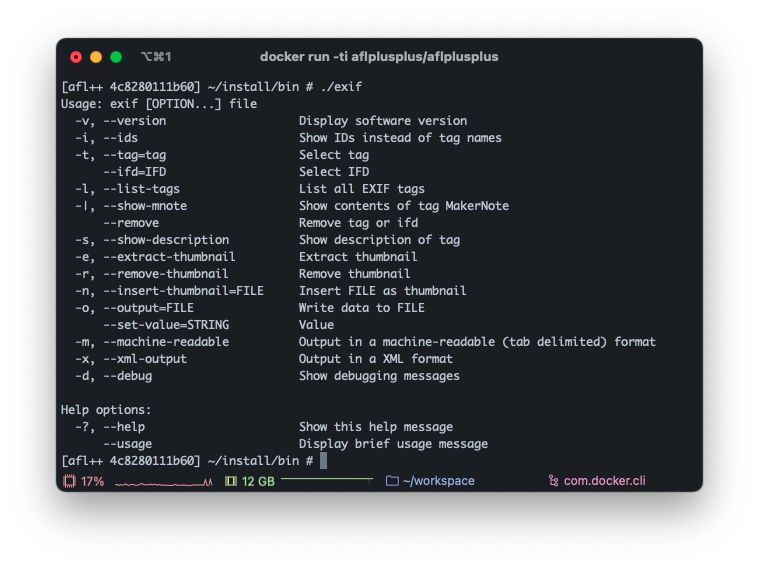 ⌥⌘1 docker run -ti aflplusplus/aflplusplus
[afl++ 4c8280111b60] ~/install/bin # ./exif
Usage: exif [OPTION...] file
  -v, --version                   Display software version
  -i, --ids                       Show IDs instead of tag names
  -t, --tag=tag                   Select tag
      --ifd=IFD                   Select IFD
  -l, --list-tags                 List all EXIF tags
  -|, --show-mnote                Show contents of tag MakerNote
      --remove                    Remove tag or ifd
  -s, --show-description          Show description of tag
  -e, --extract-thumbnail         Extract thumbnail
  -r, --remove-thumbnail          Remove thumbnail
  -n, --insert-thumbnail=FILE     Insert FILE as thumbnail
  -o, --output=FILE               Write data to FILE
      --set-value=STRING          Value
  -m, --machine-readable          Output in a machine-readable (tab delimited) format
  -x, --xml-output                Output in a XML format
  -d, --debug                     Show debugging messages
Help options:
  -?, --help                      Show this help message
      --usage                     Display brief usage message
[afl++ 4c8280111b60] ~/install/bin #
17% 12 GB ~/workspace com.docker.cli